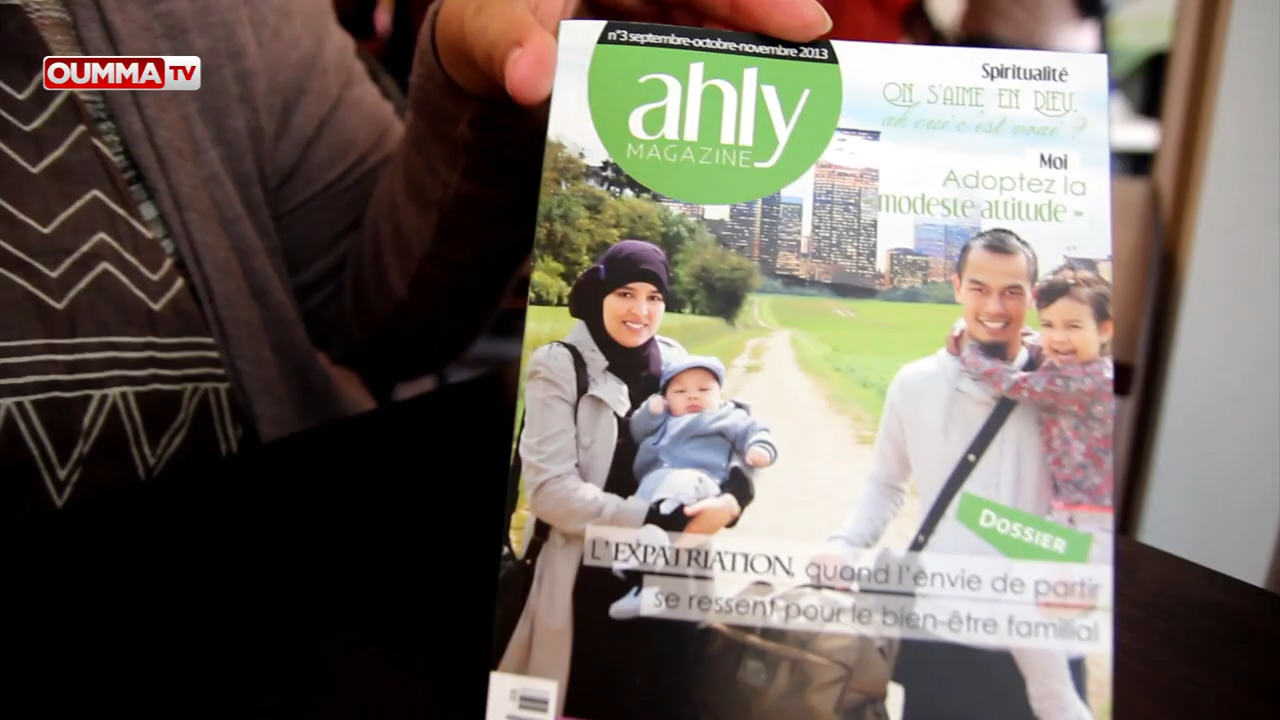 OUMMA TV
n°3 septembre-octobre-novembre 2013
ahly
MAGAZINE
Spiritualité
ON S'AIME EN DIEU,
ah oui c'est vrai ?
Moi
Adoptez la
« modeste attitude »
DOSSIER
L'EXPATRIATION, quand l'envie de partir
se ressent pour le bien-être familial